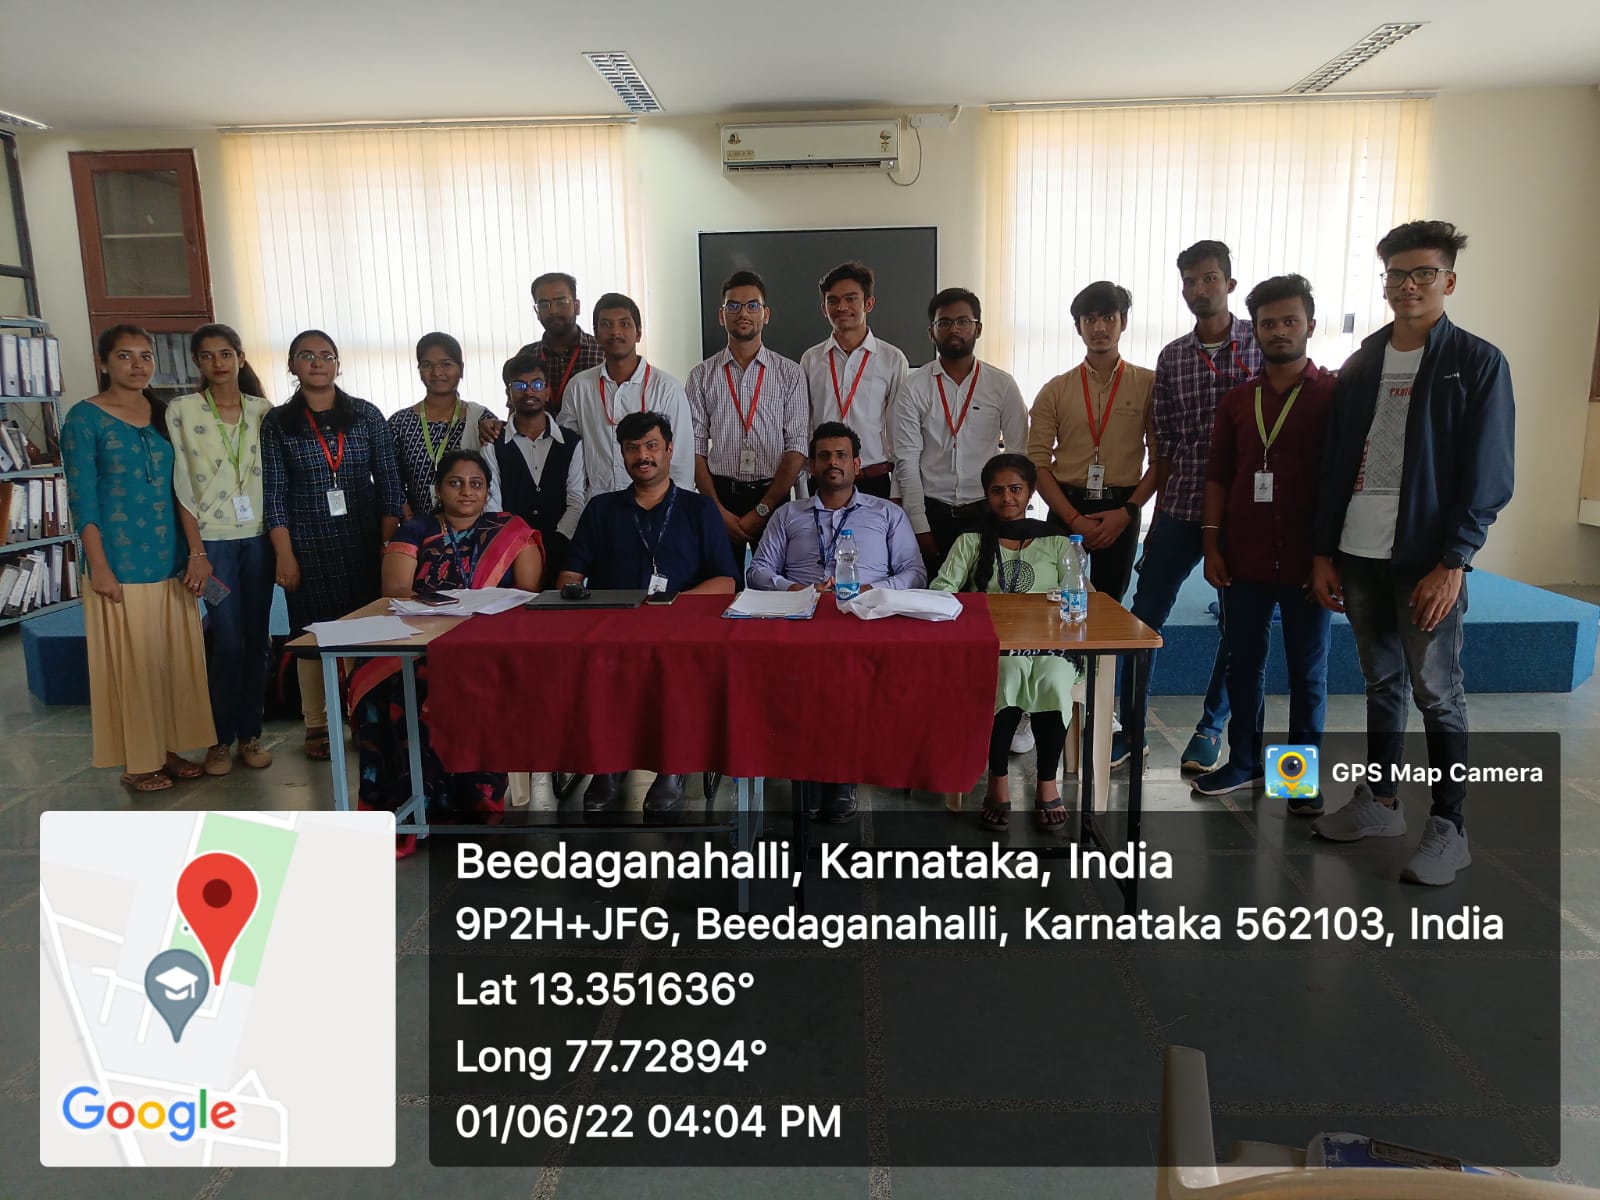 GPS Map Camera
Beedaganahalli, Karnataka, India
9P2H+JFG, Beedaganahalli, Karnataka 562103, India
Lat 13.351636°
Long 77.72894°
01/06/22 04:04 PM
Google